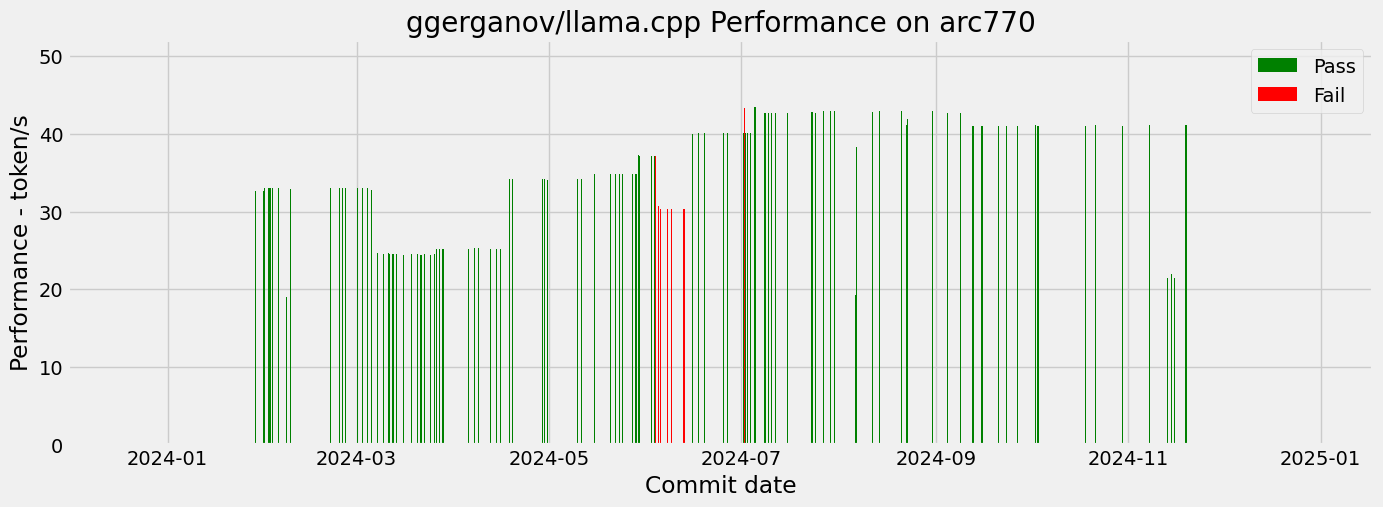 ggerganov/llama.cpp Performance on arc770
Performance - token/s
50
40
30
20
10
0
Pass
Fail
2024-01 2024-03 2024-05 2024-07 2024-09 2024-11 2025-01
Commit date